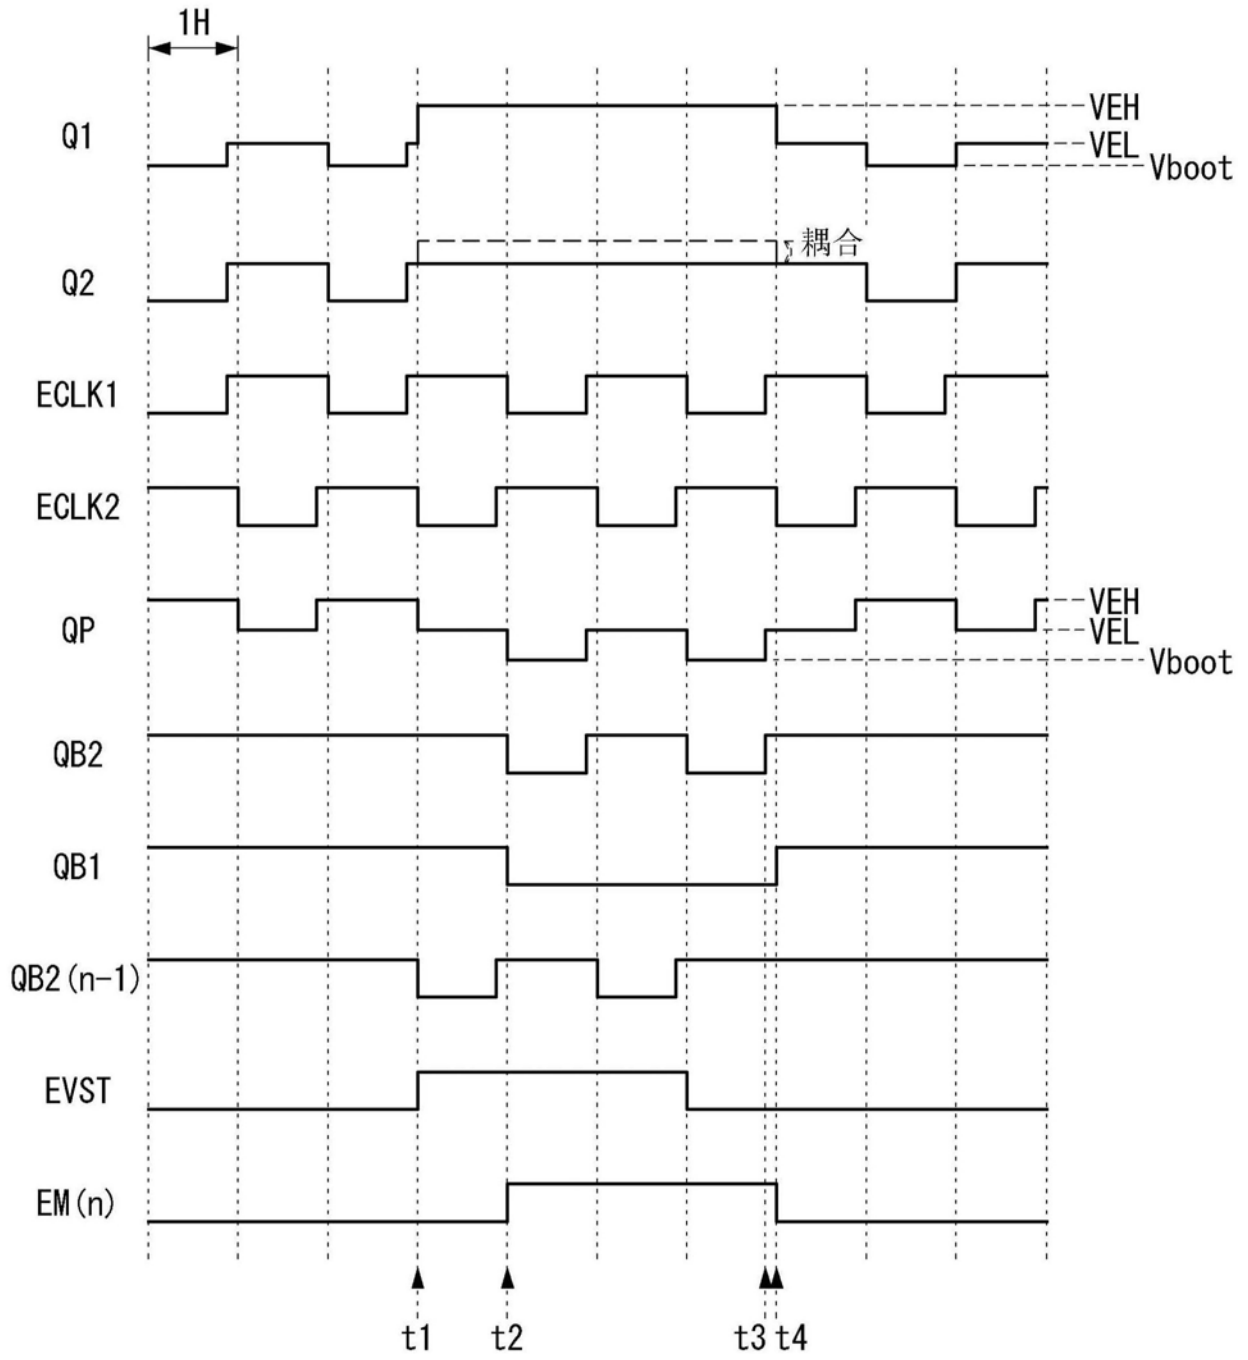 1H
Q1
VEH
VEL
Vboot
Q2
耦合
ECLK1
ECLK2
QP
VEH
VEL
Vboot
QB2
QB1
QB2(n-1)
EVST
EM(n)
t1 t2 t3 t4